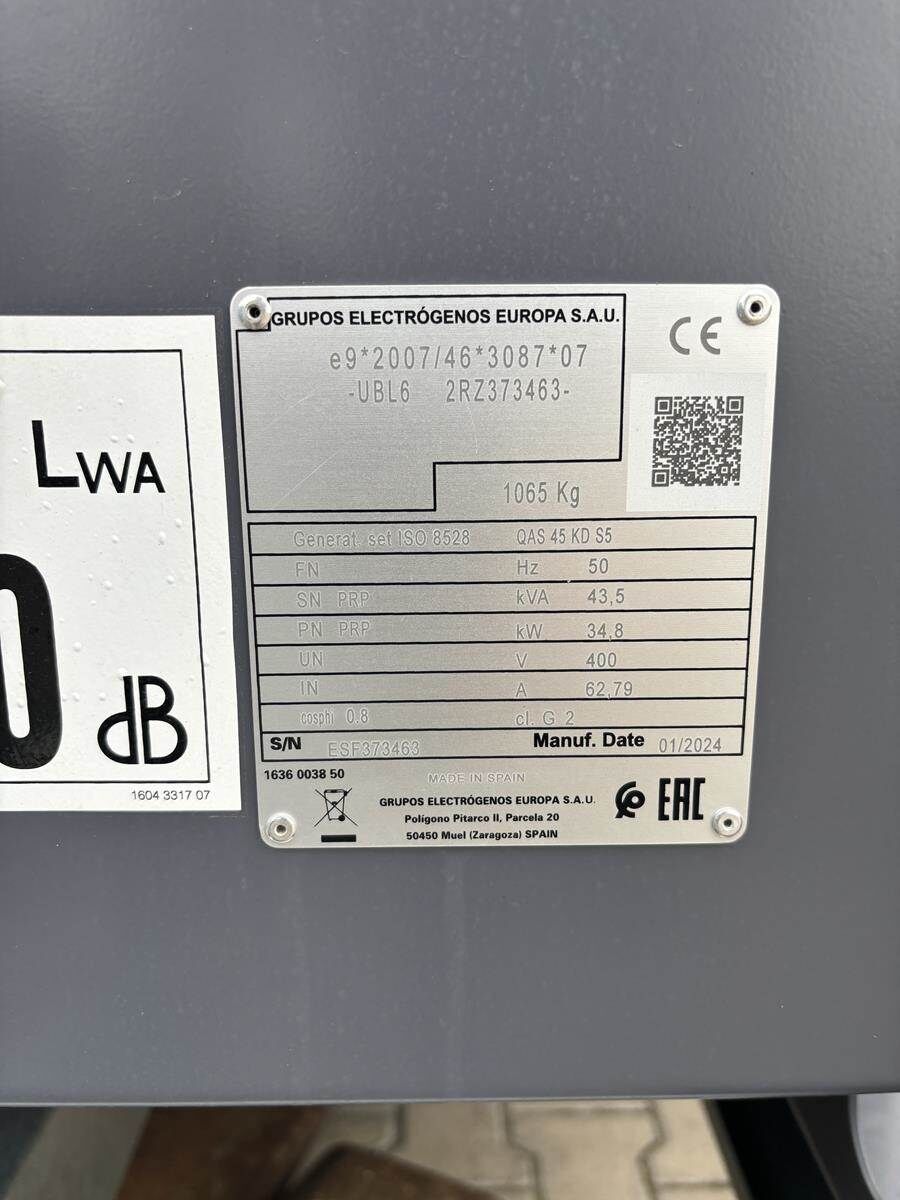 LWA
0
dB
1604 3317 07
GRUPOS ELECTRÓGENOS EUROPA S.A.U.
CE
e9*2007/46*3087*07
-UBL6 2RZ373463-
1065 Kg
Generat. set ISO 8528 QAS 45 KD S5
FN Hz 50
SN PRP kVA 43,5
PN PRP kW 34,8
UN V 400
IN A 62,79
cosphi 0.8 cl. G 2
S/N ESF373463 Manuf. Date 01/2024
1636 0038 50
MADE IN SPAIN
GRUPOS ELECTRÓGENOS EUROPA S.A.U.
Polígono Pitarco II, Parcela 20
50450 Muel (Zaragoza) SPAIN
EAC